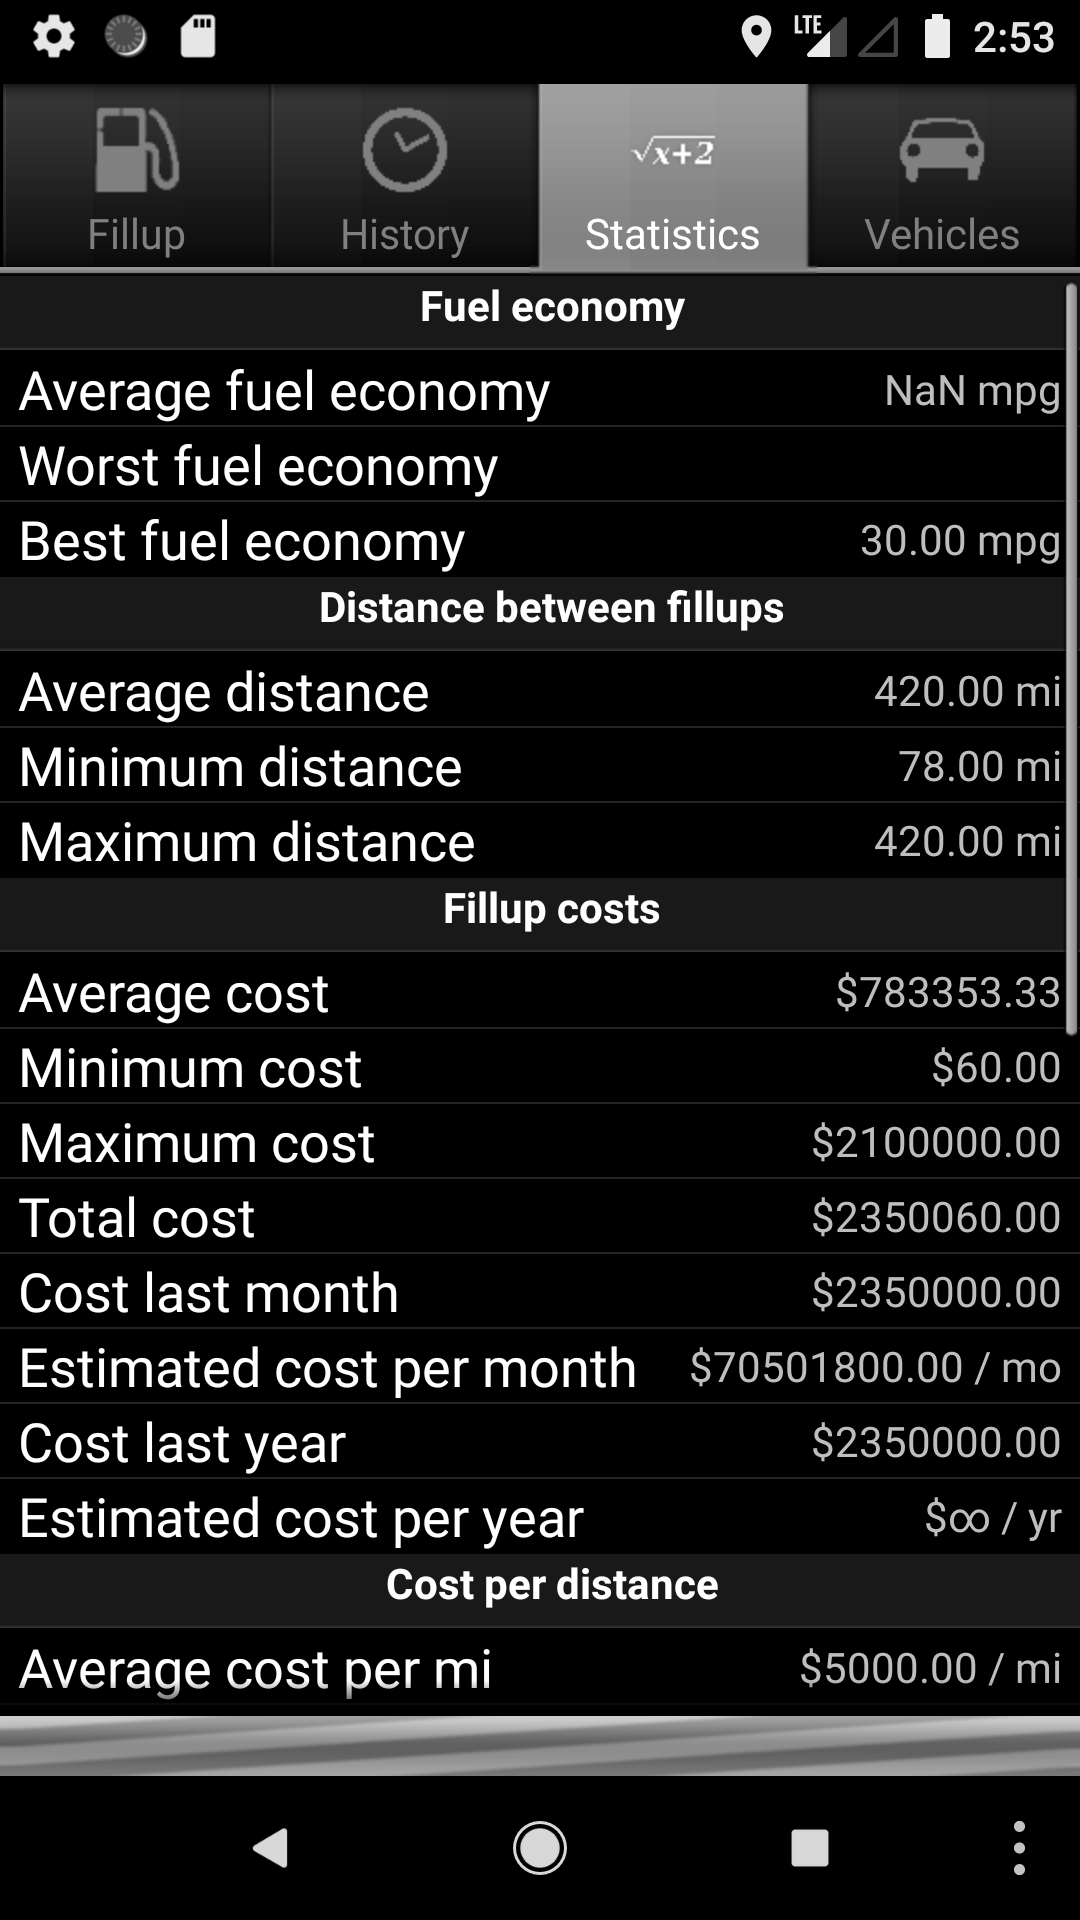 LTE 2:53
√x+2
Fillup History Statistics Vehicles
Fuel economy
Average fuel economy NaN mpg
Worst fuel economy
Best fuel economy 30.00 mpg
Distance between fillups
Average distance 420.00 mi
Minimum distance 78.00 mi
Maximum distance 420.00 mi
Fillup costs
Average cost $783353.33
Minimum cost $60.00
Maximum cost $2100000.00
Total cost $2350060.00
Cost last month $2350000.00
Estimated cost per month $70501800.00 / mo
Cost last year $2350000.00
Estimated cost per year $∞ / yr
Cost per distance
Average cost per mi $5000.00 / mi